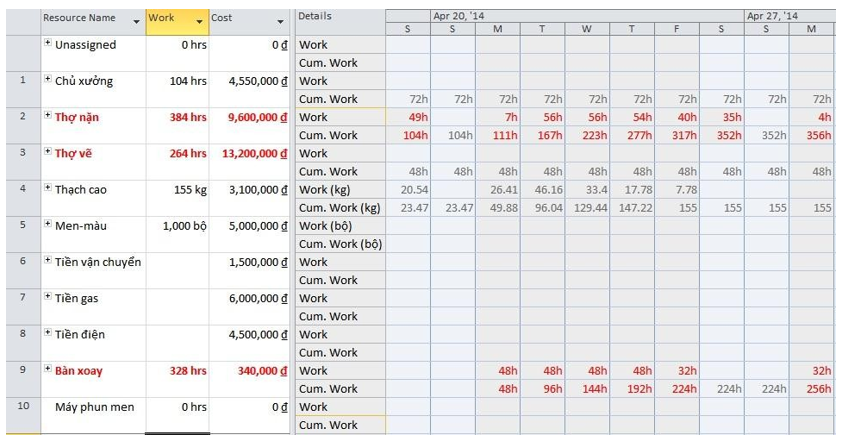 Resource Name Work Cost Details Apr 20, '14 Apr 27, '14
S S M T W T F S S M
Unassigned 0 hrs 0 ₫ Work
Cum. Work
1 Chủ xưởng 104 hrs 4,550,000 ₫ Work
Cum. Work 72h 72h 72h 72h 72h 72h 72h 72h 72h 72h
2 Thợ nặn 384 hrs 9,600,000 ₫ Work 49h 7h 56h 56h 54h 40h 35h 4h
Cum. Work 104h 104h 111h 167h 223h 277h 317h 352h 352h 356h
3 Thợ vẽ 264 hrs 13,200,000 ₫ Work
Cum. Work 48h 48h 48h 48h 48h 48h 48h 48h 48h 48h
4 Thạch cao 155 kg 3,100,000 ₫ Work (kg) 20.54 26.41 46.16 33.4 17.78 7.78
Cum. Work (kg) 23.47 23.47 49.88 96.04 129.44 147.22 155 155 155 155
5 Men-màu 1,000 bộ 5,000,000 ₫ Work (bộ)
Cum. Work (bộ)
6 Tiền vận chuyển 1,500,000 ₫ Work
Cum. Work
7 Tiền gas 6,000,000 ₫ Work
Cum. Work
8 Tiền điện 4,500,000 ₫ Work
Cum. Work
9 Bàn xoay 328 hrs 340,000 ₫ Work 48h 48h 48h 48h 32h 32h
Cum. Work 48h 96h 144h 192h 224h 224h 224h 256h
10 Máy phun men 0 hrs 0 ₫ Work
Cum. Work